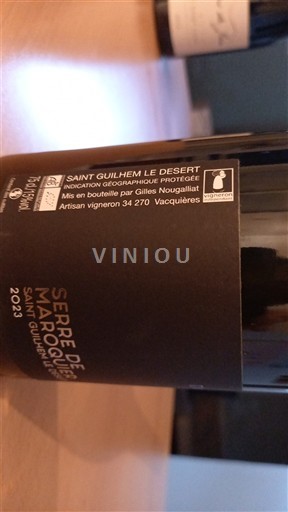 SAINT GUILHEM LE DESERT
INDICATION GÉOGRAPHIQUE PROTÉGÉE
Mis en bouteille par Gilles Nougalliat
Artisan vigneron 34 270 Vacquières
vigneron
VINIOU
SERRE DE
MAROQUIER
SAINT GUILHEM LE
2023